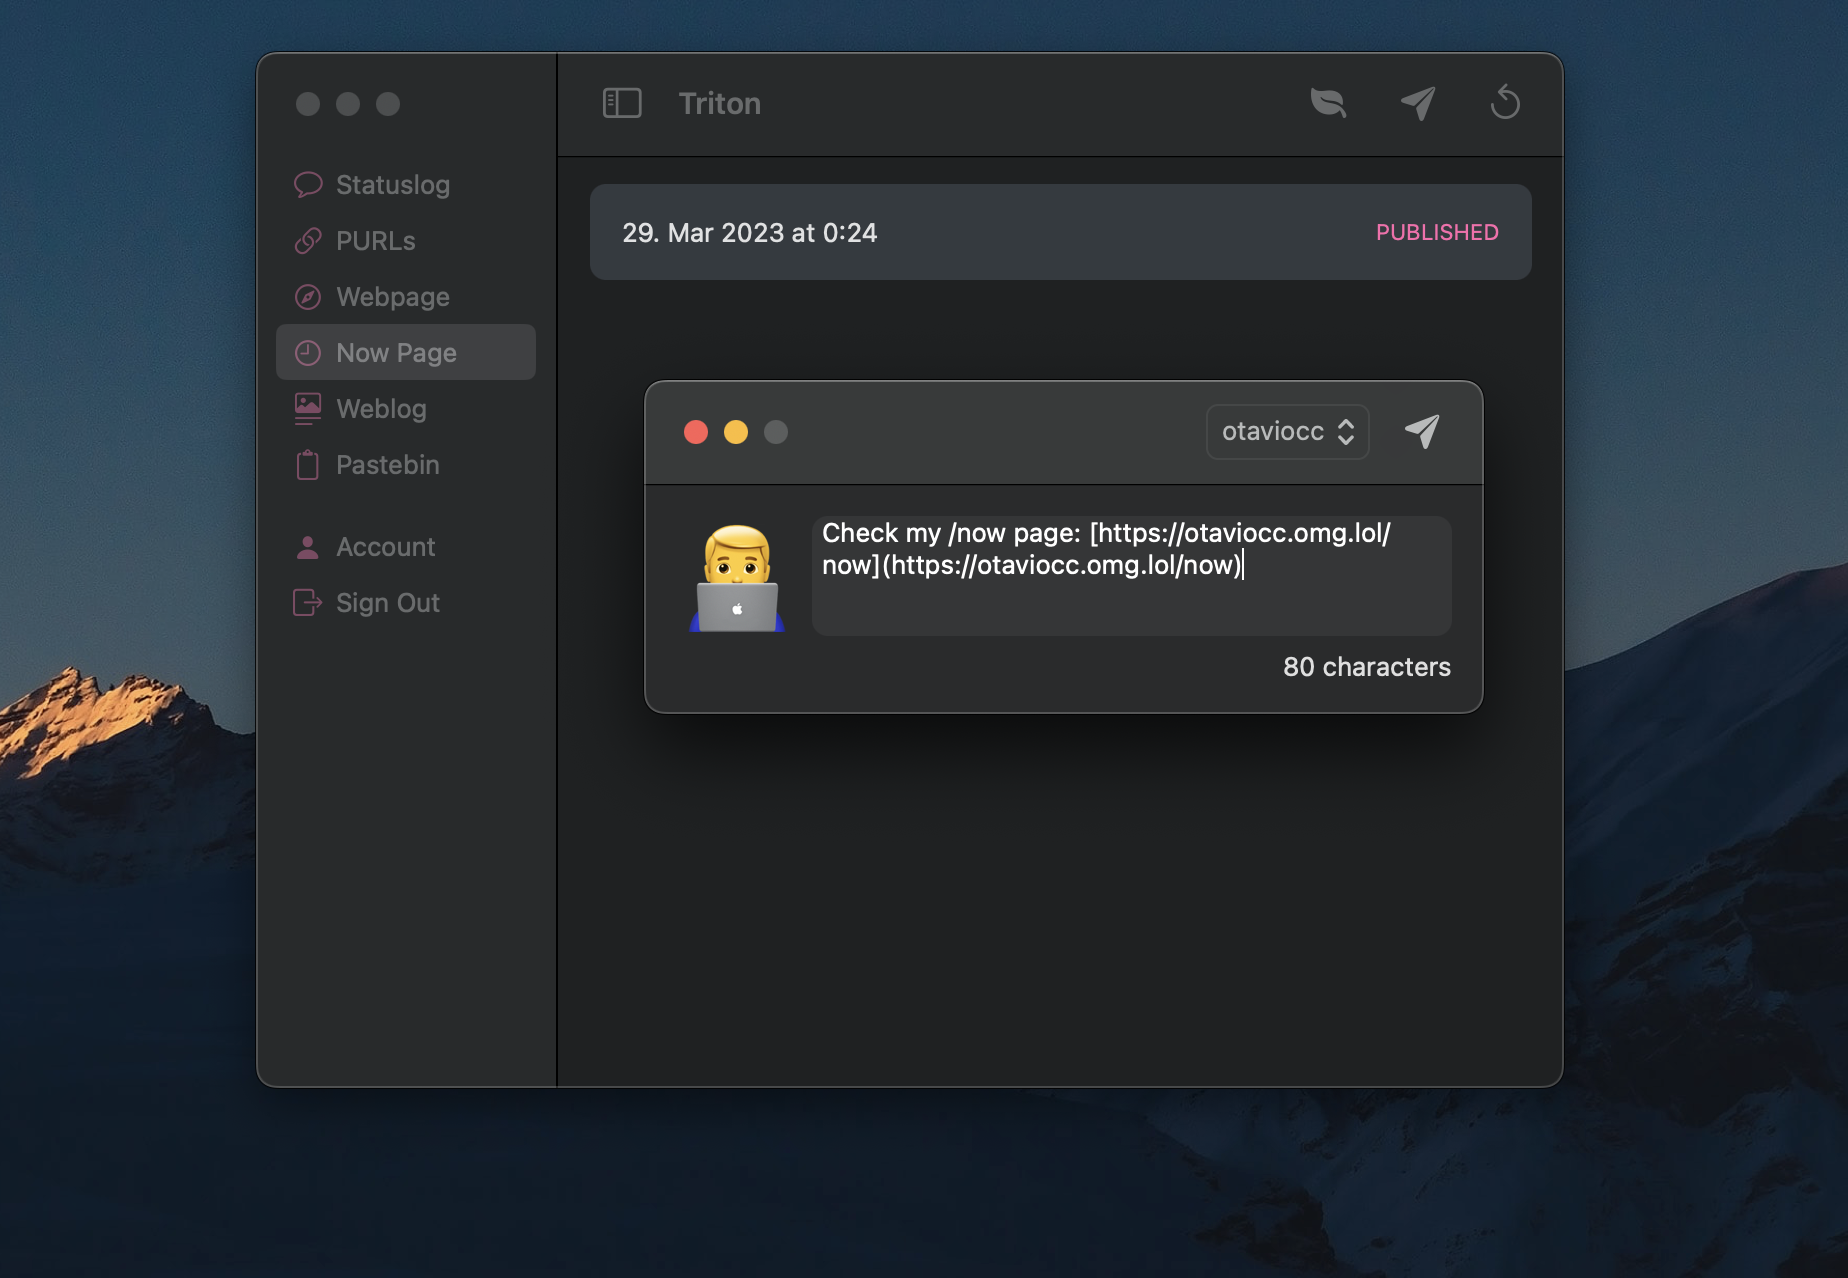 Triton
Statuslog
PURLs
Webpage
Now Page
Weblog
Pastebin
Account
Sign Out
29. Mar 2023 at 0:24
PUBLISHED
otaviocc
Check my /now page: [https://otaviocc.omg.lol/
now](https://otaviocc.omg.lol/now)
80 characters